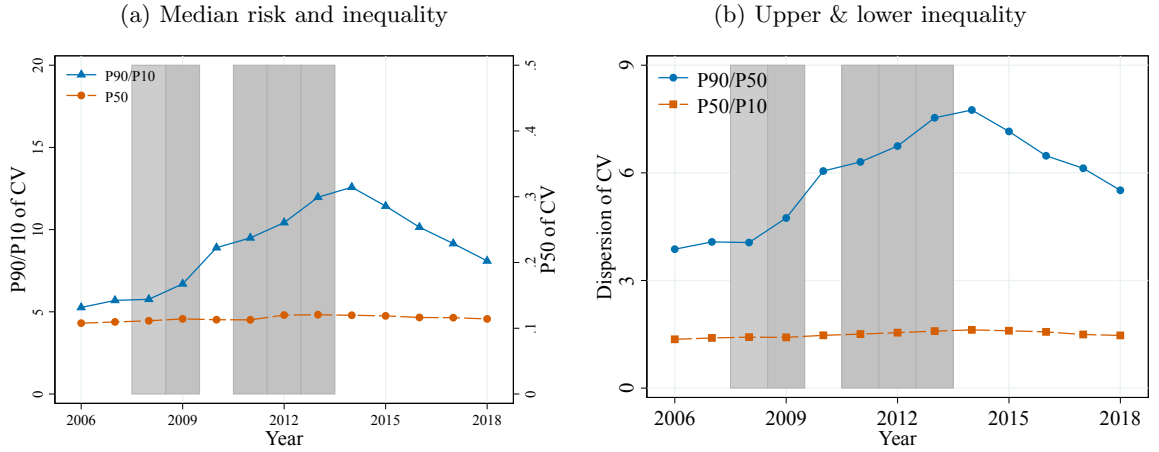 (a) Median risk and inequality
P90/P10
P50
P90/P10 of CV
20
15
10
5
0
P50 of CV
.5
.4
.3
.2
.1
0
2006 2009 2012 2015 2018
Year
(b) Upper & lower inequality
P90/P50
P50/P10
Dispersion of CV
9
6
3
0
2006 2009 2012 2015 2018
Year